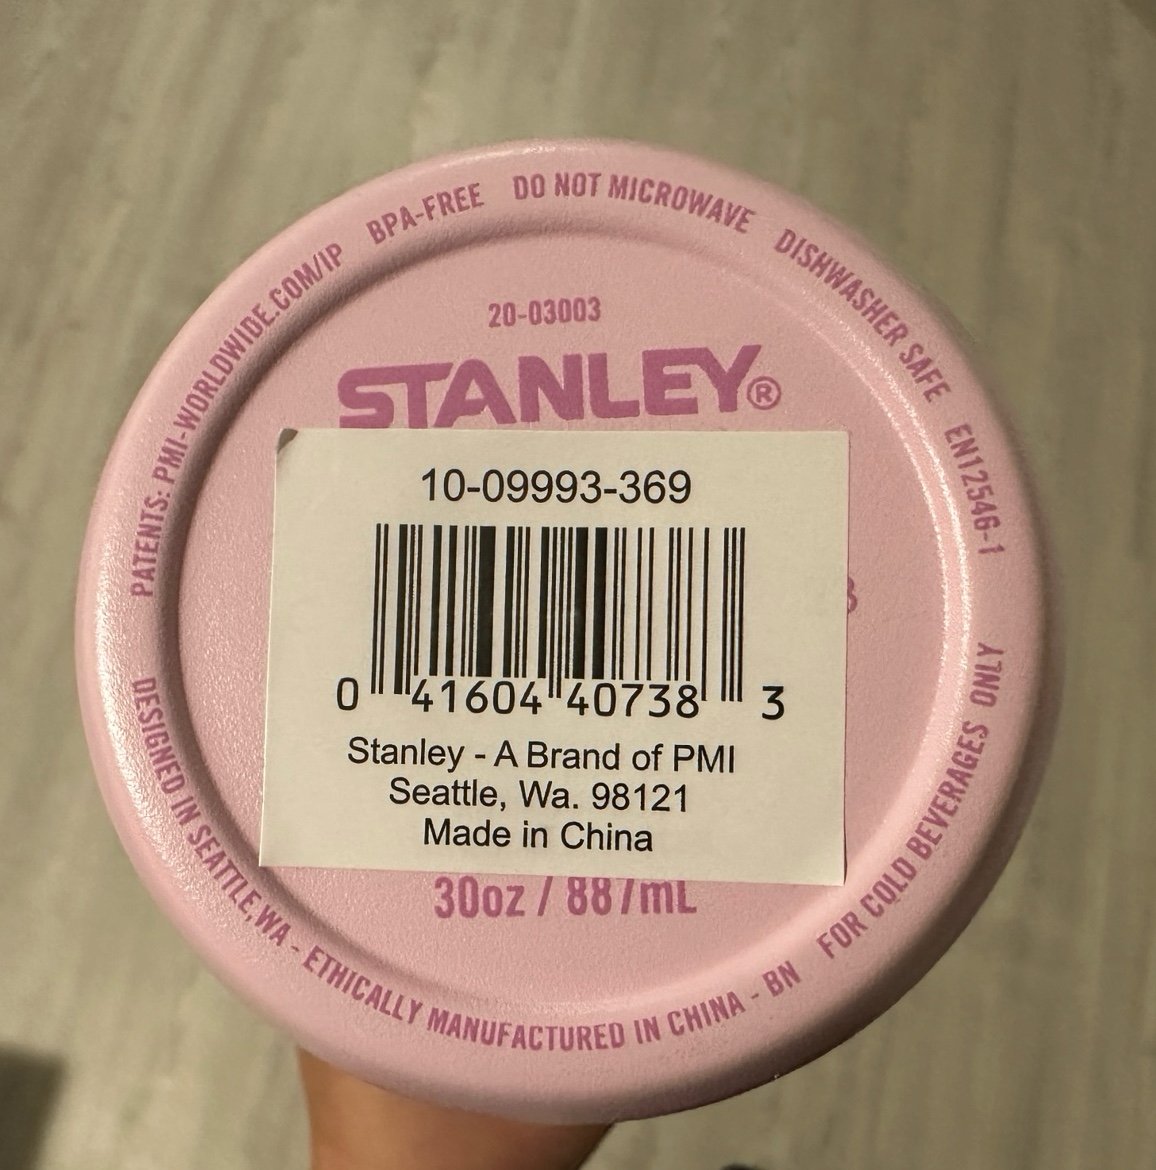 PATENTS: PMI-WORLDWIDE.COM/IP BPA-FREE DO NOT MICROWAVE DISHWASHER SAFE EN12546-1
20-03003
STANLEY®
10-09993-369
0 41604 40738 3
Stanley - A Brand of PMI
Seattle, Wa. 98121
Made in China
30oz / 887mL
DESIGNED IN SEATTLE, WA - ETHICALLY MANUFACTURED IN CHINA - BN FOR COLD BEVERAGES ONLY